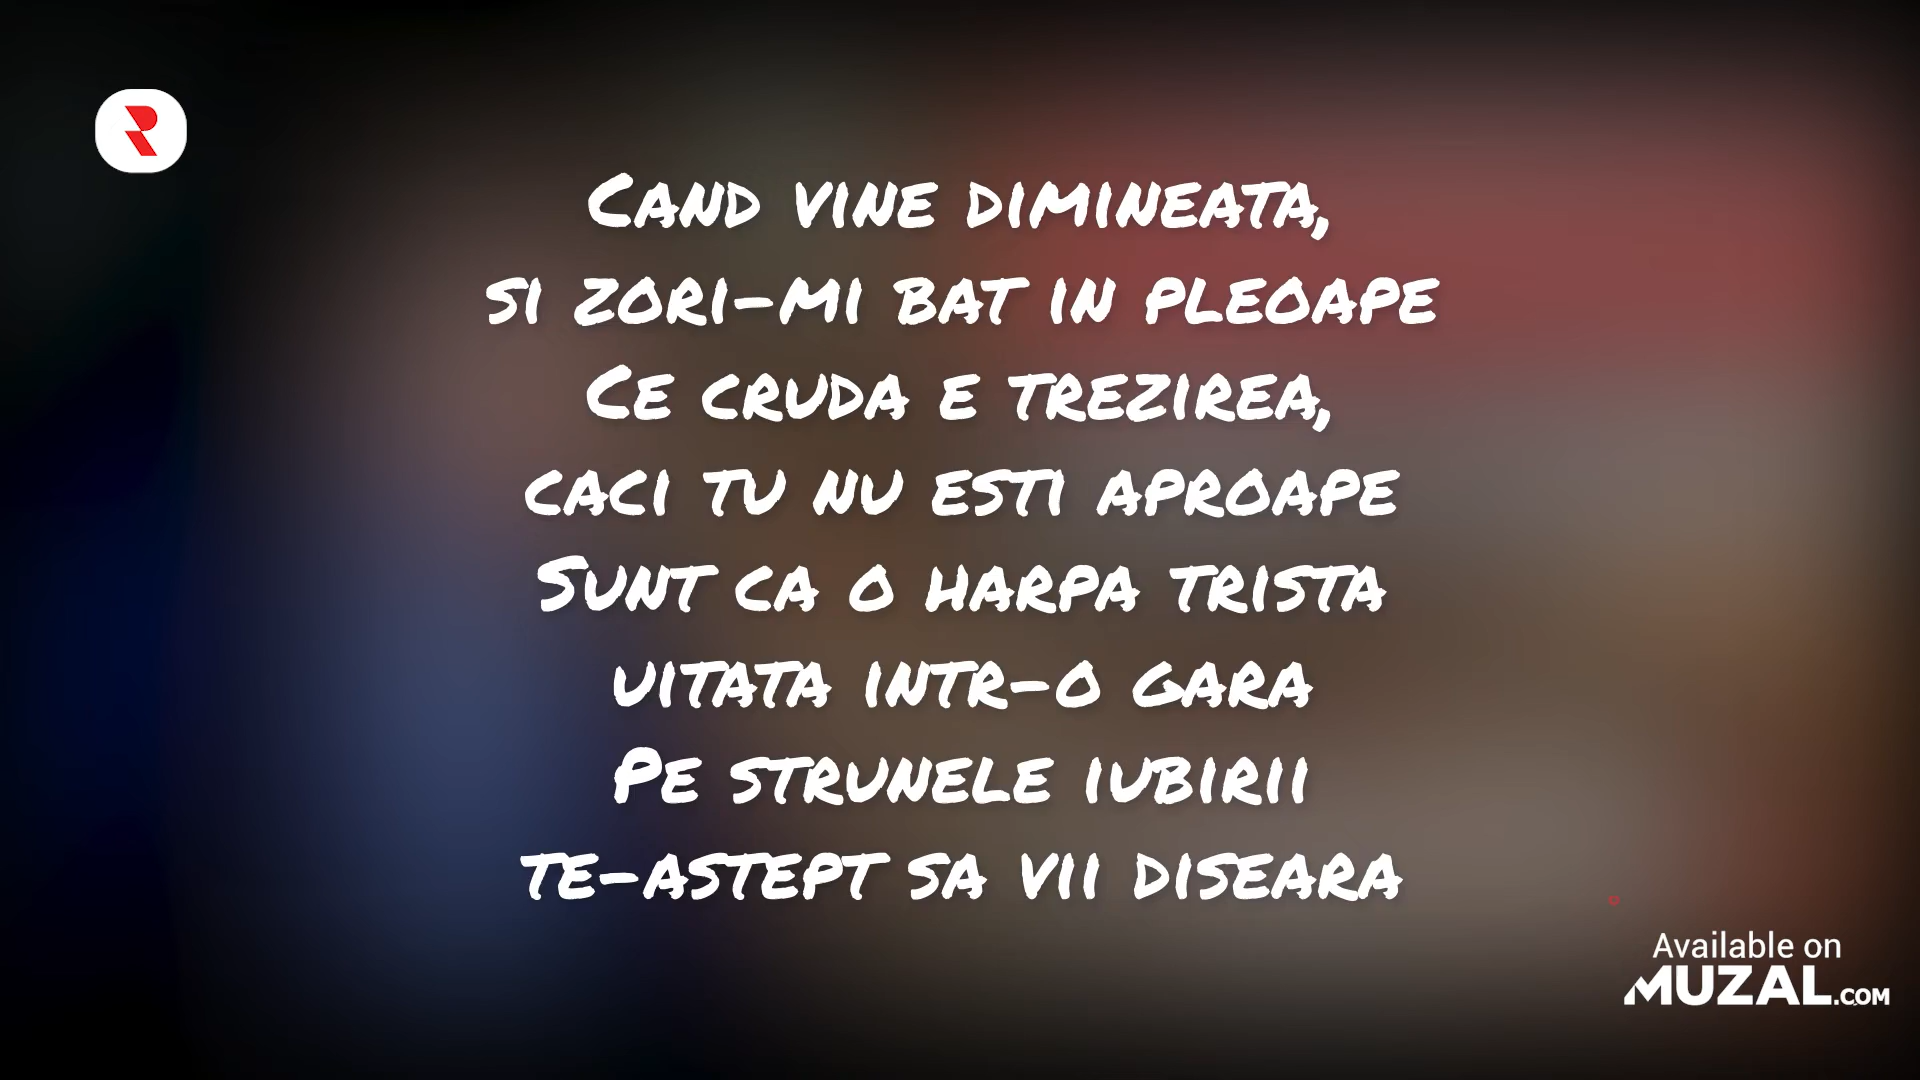 Cand vine dimineata,
si zori-mi bat in pleoape
Ce cruda e trezirea,
caci tu nu esti aproape
Sunt ca o harpa trista
uitata intr-o gara
Pe strunele iubirii
te-astept sa vii diseara
Available on
MUZAL.COM